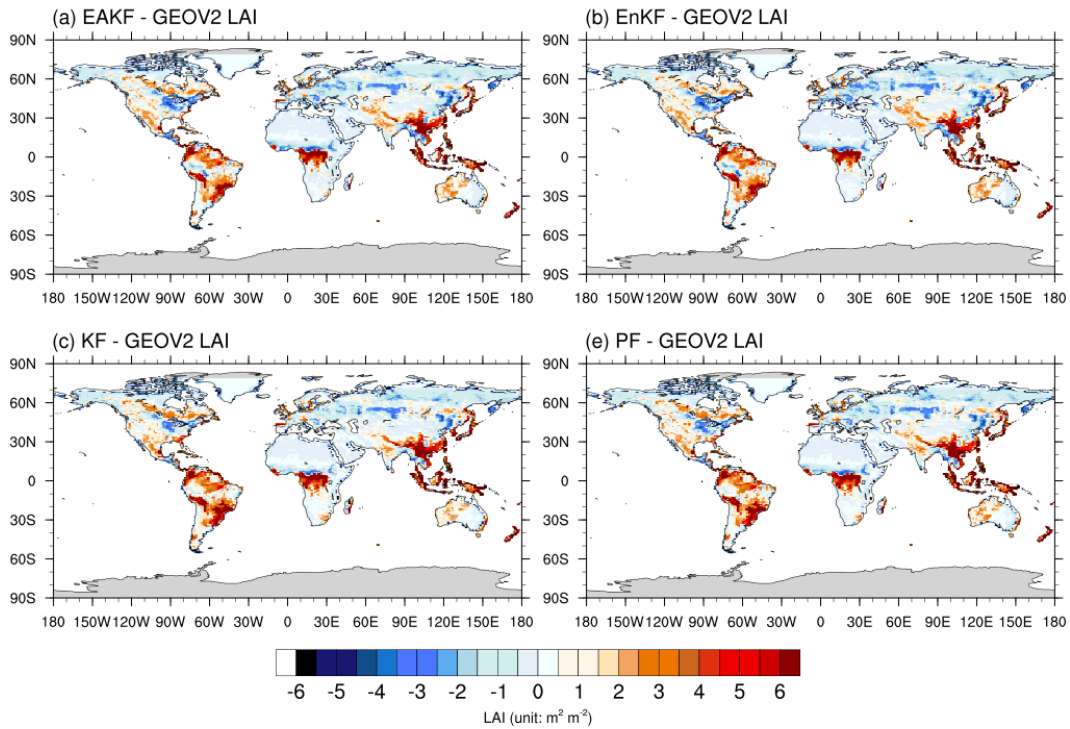 (a) EAKF - GEOV2 LAI
90N
60N
30N
0
30S
60S
90S
180 150W 120W 90W 60W 30W 0 30E 60E 90E 120E 150E 180
(b) EnKF - GEOV2 LAI
90N
60N
30N
0
30S
60S
90S
180 150W 120W 90W 60W 30W 0 30E 60E 90E 120E 150E 180
(c) KF - GEOV2 LAI
90N
60N
30N
0
30S
60S
90S
180 150W 120W 90W 60W 30W 0 30E 60E 90E 120E 150E 180
(e) PF - GEOV2 LAI
90N
60N
30N
0
30S
60S
90S
180 150W 120W 90W 60W 30W 0 30E 60E 90E 120E 150E 180
-6 -5 -4 -3 -2 -1 0 1 2 3 4 5 6
LAI (unit: m² m⁻²)